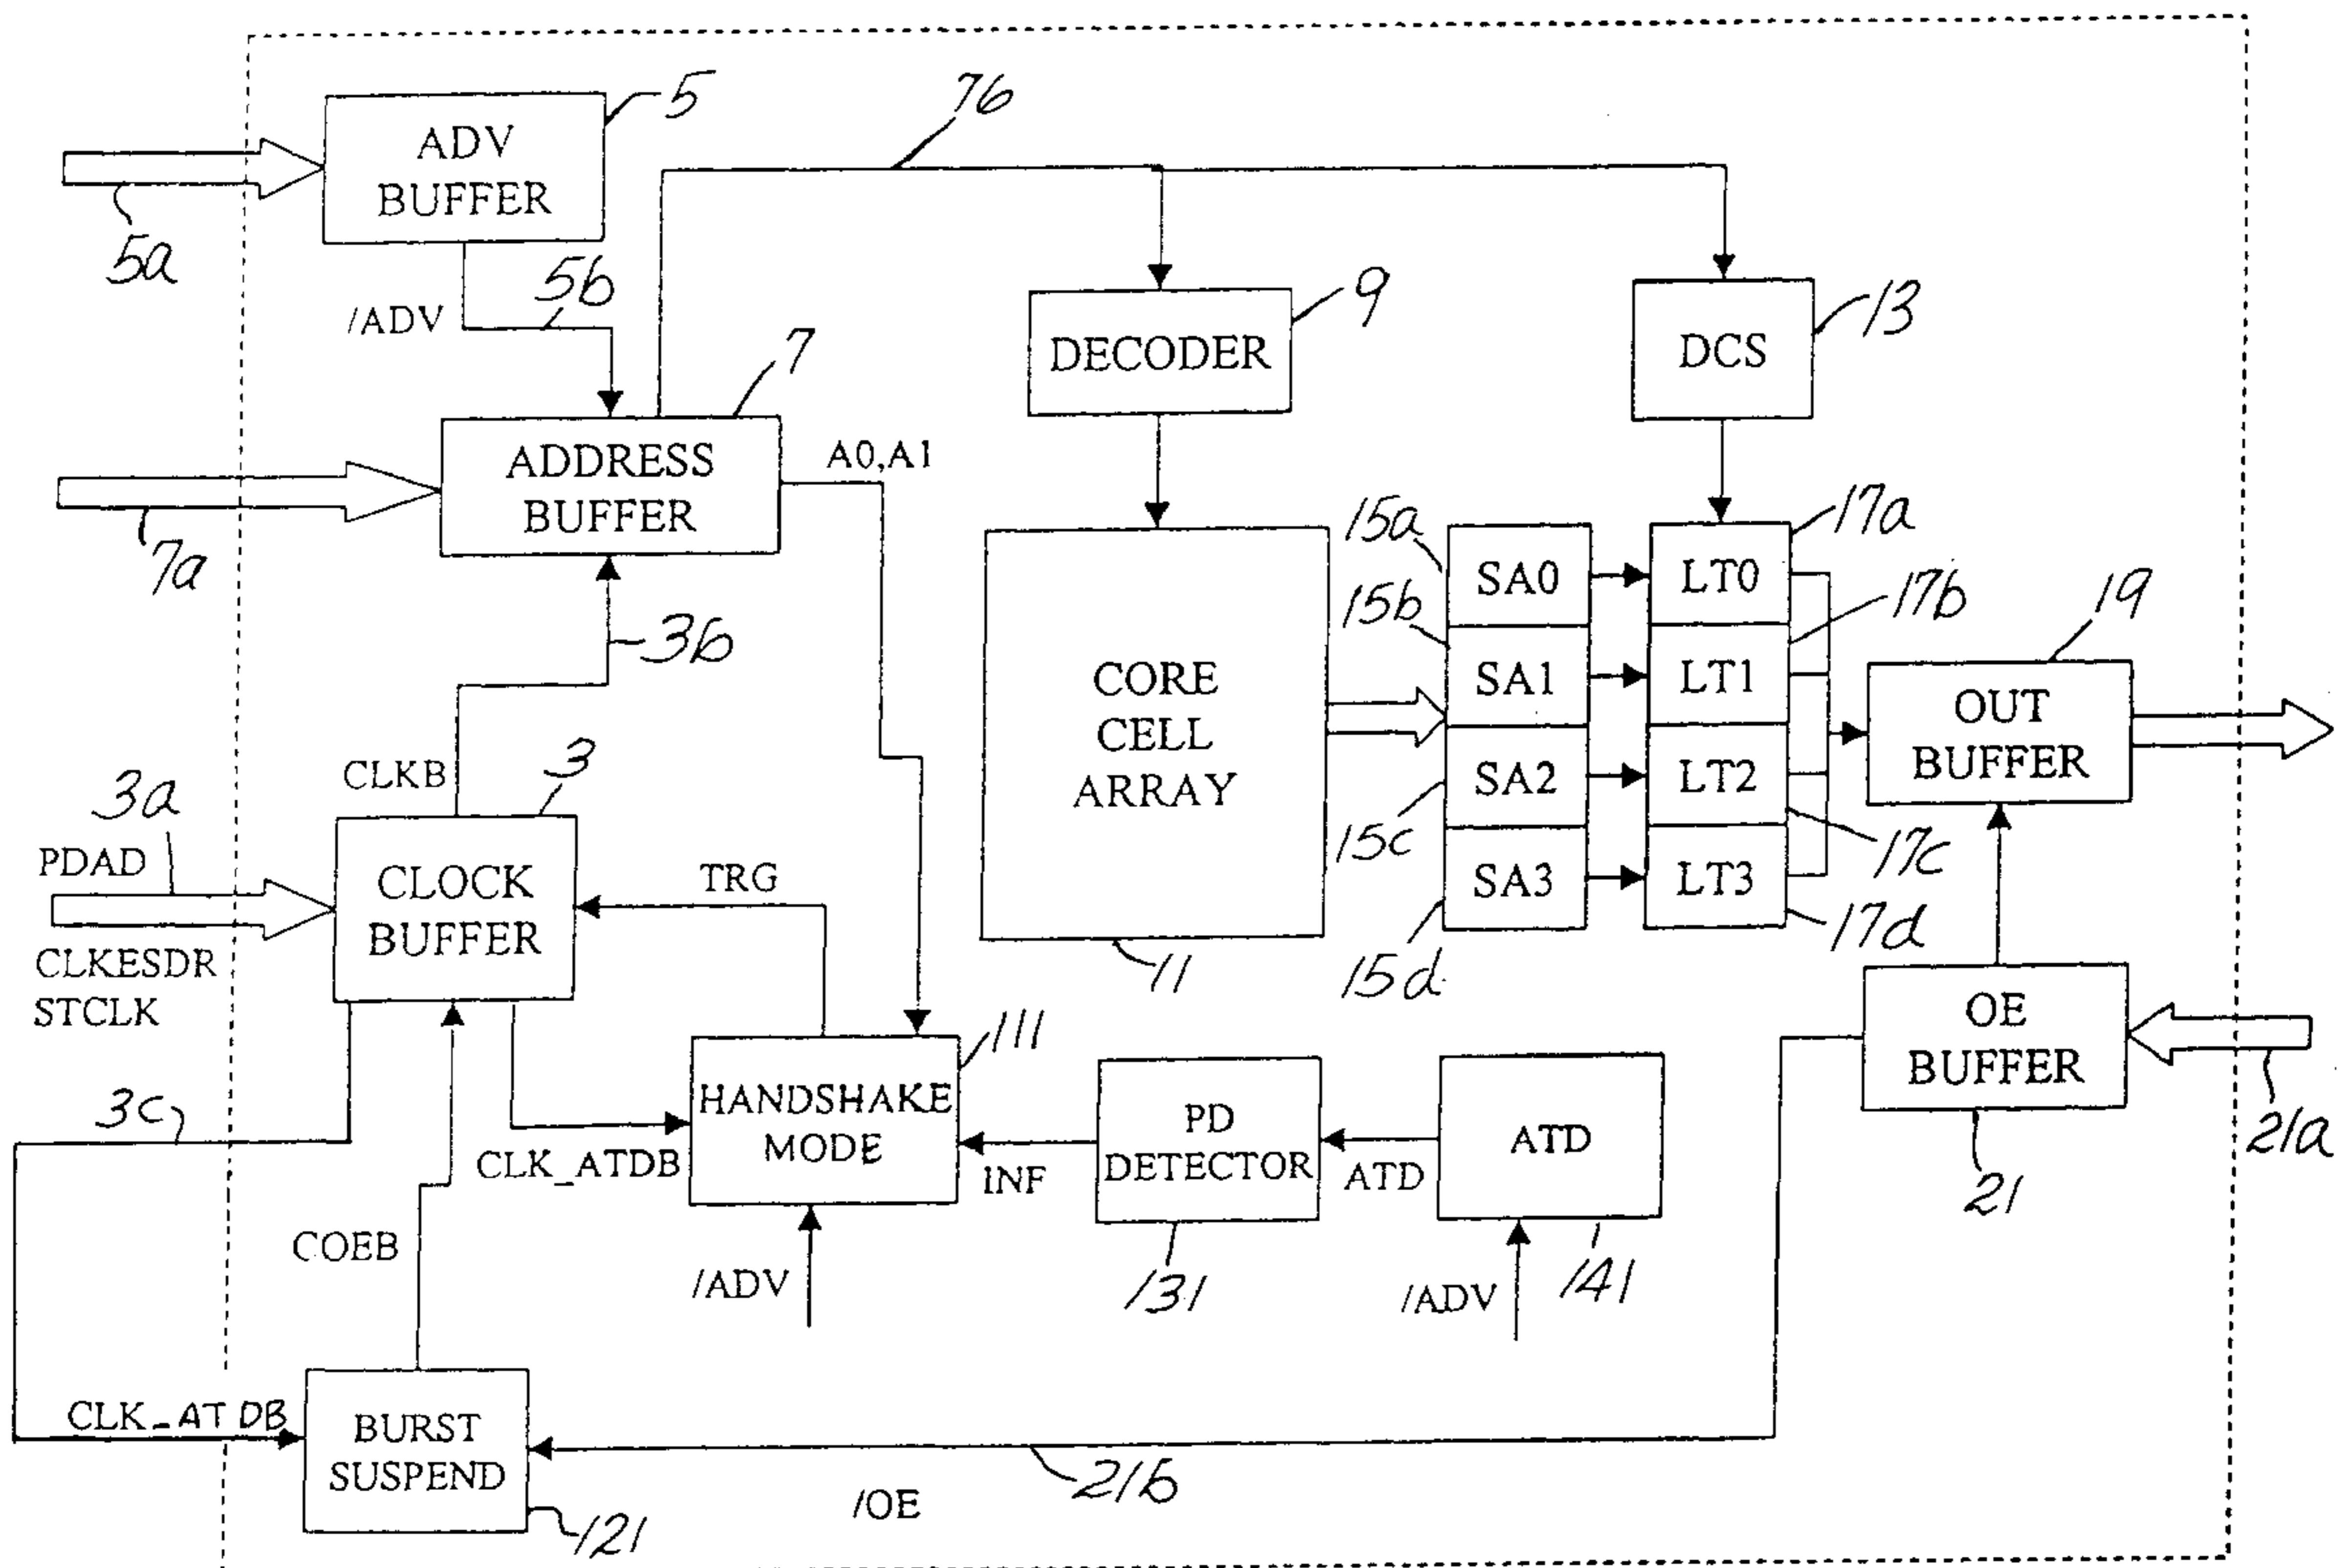 ADV
BUFFER
5
5a
5b
/ADV
76
DECODER
9
DCS
13
ADDRESS
BUFFER
7
7a
A0,A1
3b
CORE
CELL
ARRAY
11
15a
15b
15c
15d
SA0
SA1
SA2
SA3
LT0
LT1
LT2
LT3
17a
17b
17c
17d
OUT
BUFFER
19
CLKB
3
3a
PDAD
CLKESDR
STCLK
CLOCK
BUFFER
TRG
3c
CLK_ATDB
HANDSHAKE
MODE
111
/ADV
INF
PD
DETECTOR
131
ATD
ATD
141
/ADV
OE
BUFFER
21
21a
COEB
CLK_ATDB
BURST
SUSPEND
121
/OE
21b